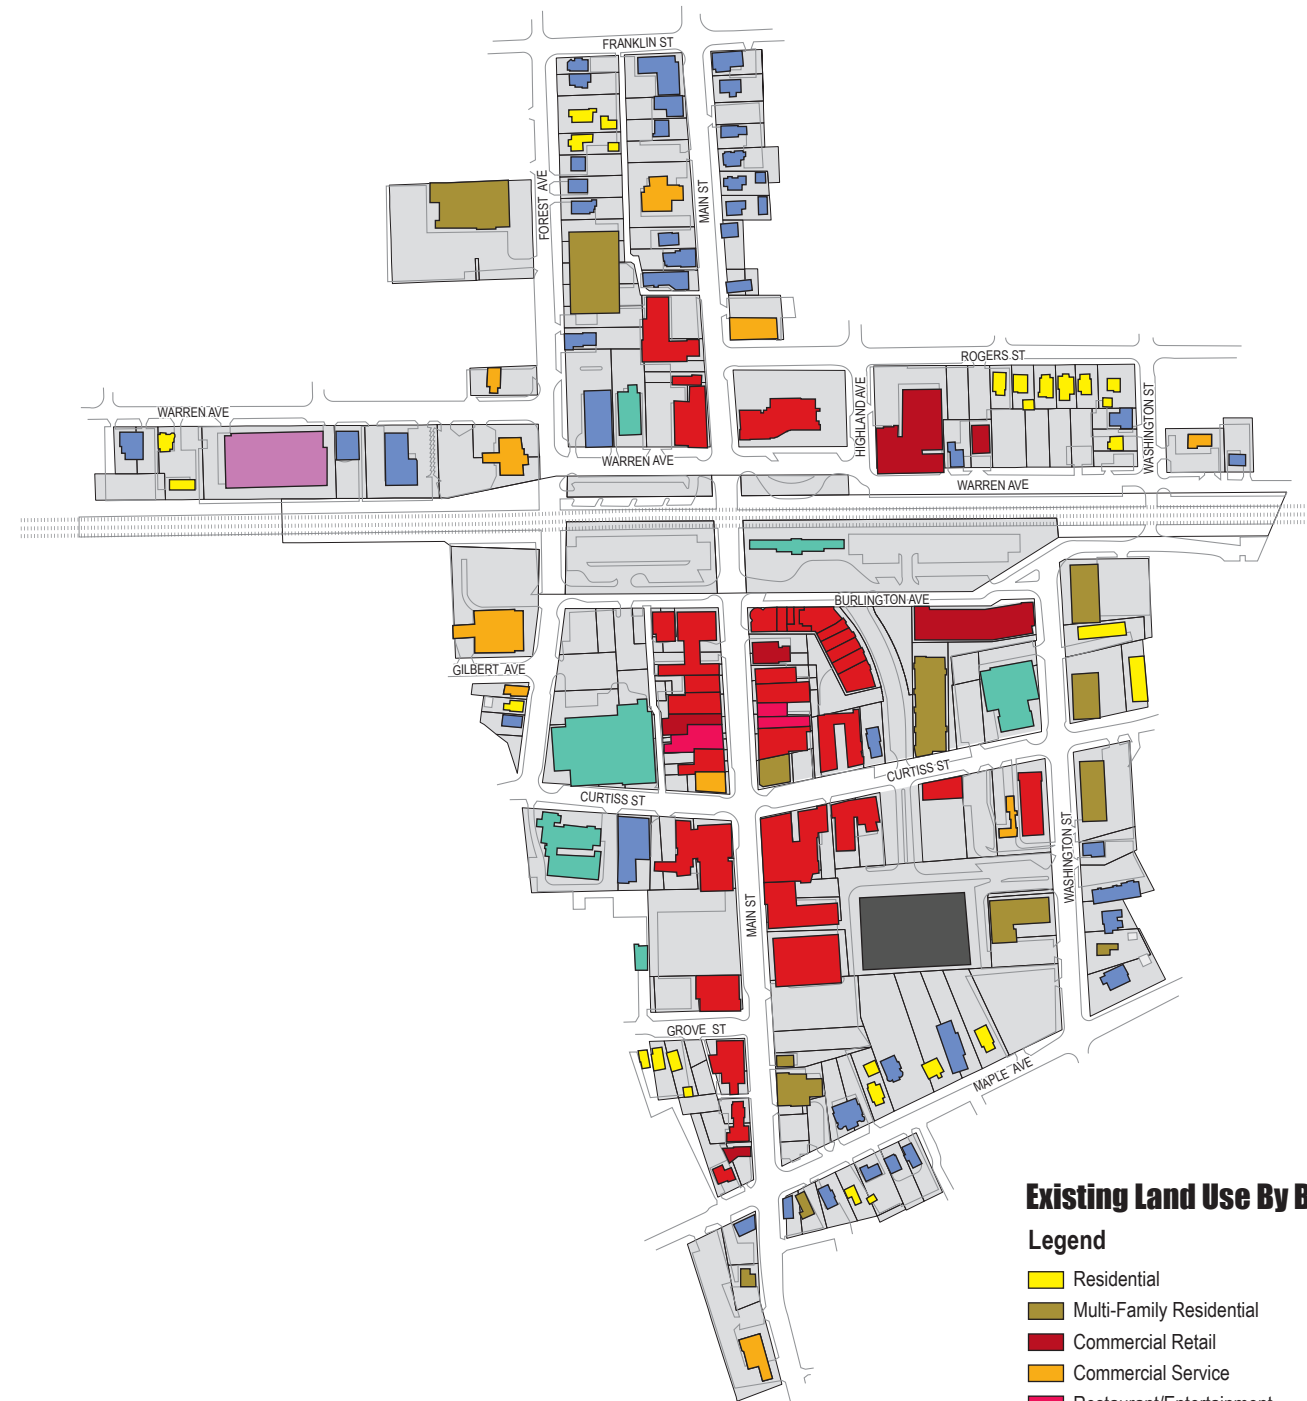 FRANKLIN ST
FOREST AVE
MAIN ST
ROGERS ST
HIGHLAND AVE
WASHINGTON ST
WARREN AVE
WARREN AVE
WARREN AVE
BURLINGTON AVE
GILBERT AVE
CURTISS ST
CURTISS ST
WASHINGTON ST
MAIN ST
GROVE ST
MAPLE AVE
Existing Land Use By B
Legend
Residential
Multi-Family Residential
Commercial Retail
Commercial Service
Restaurant/Entertainment